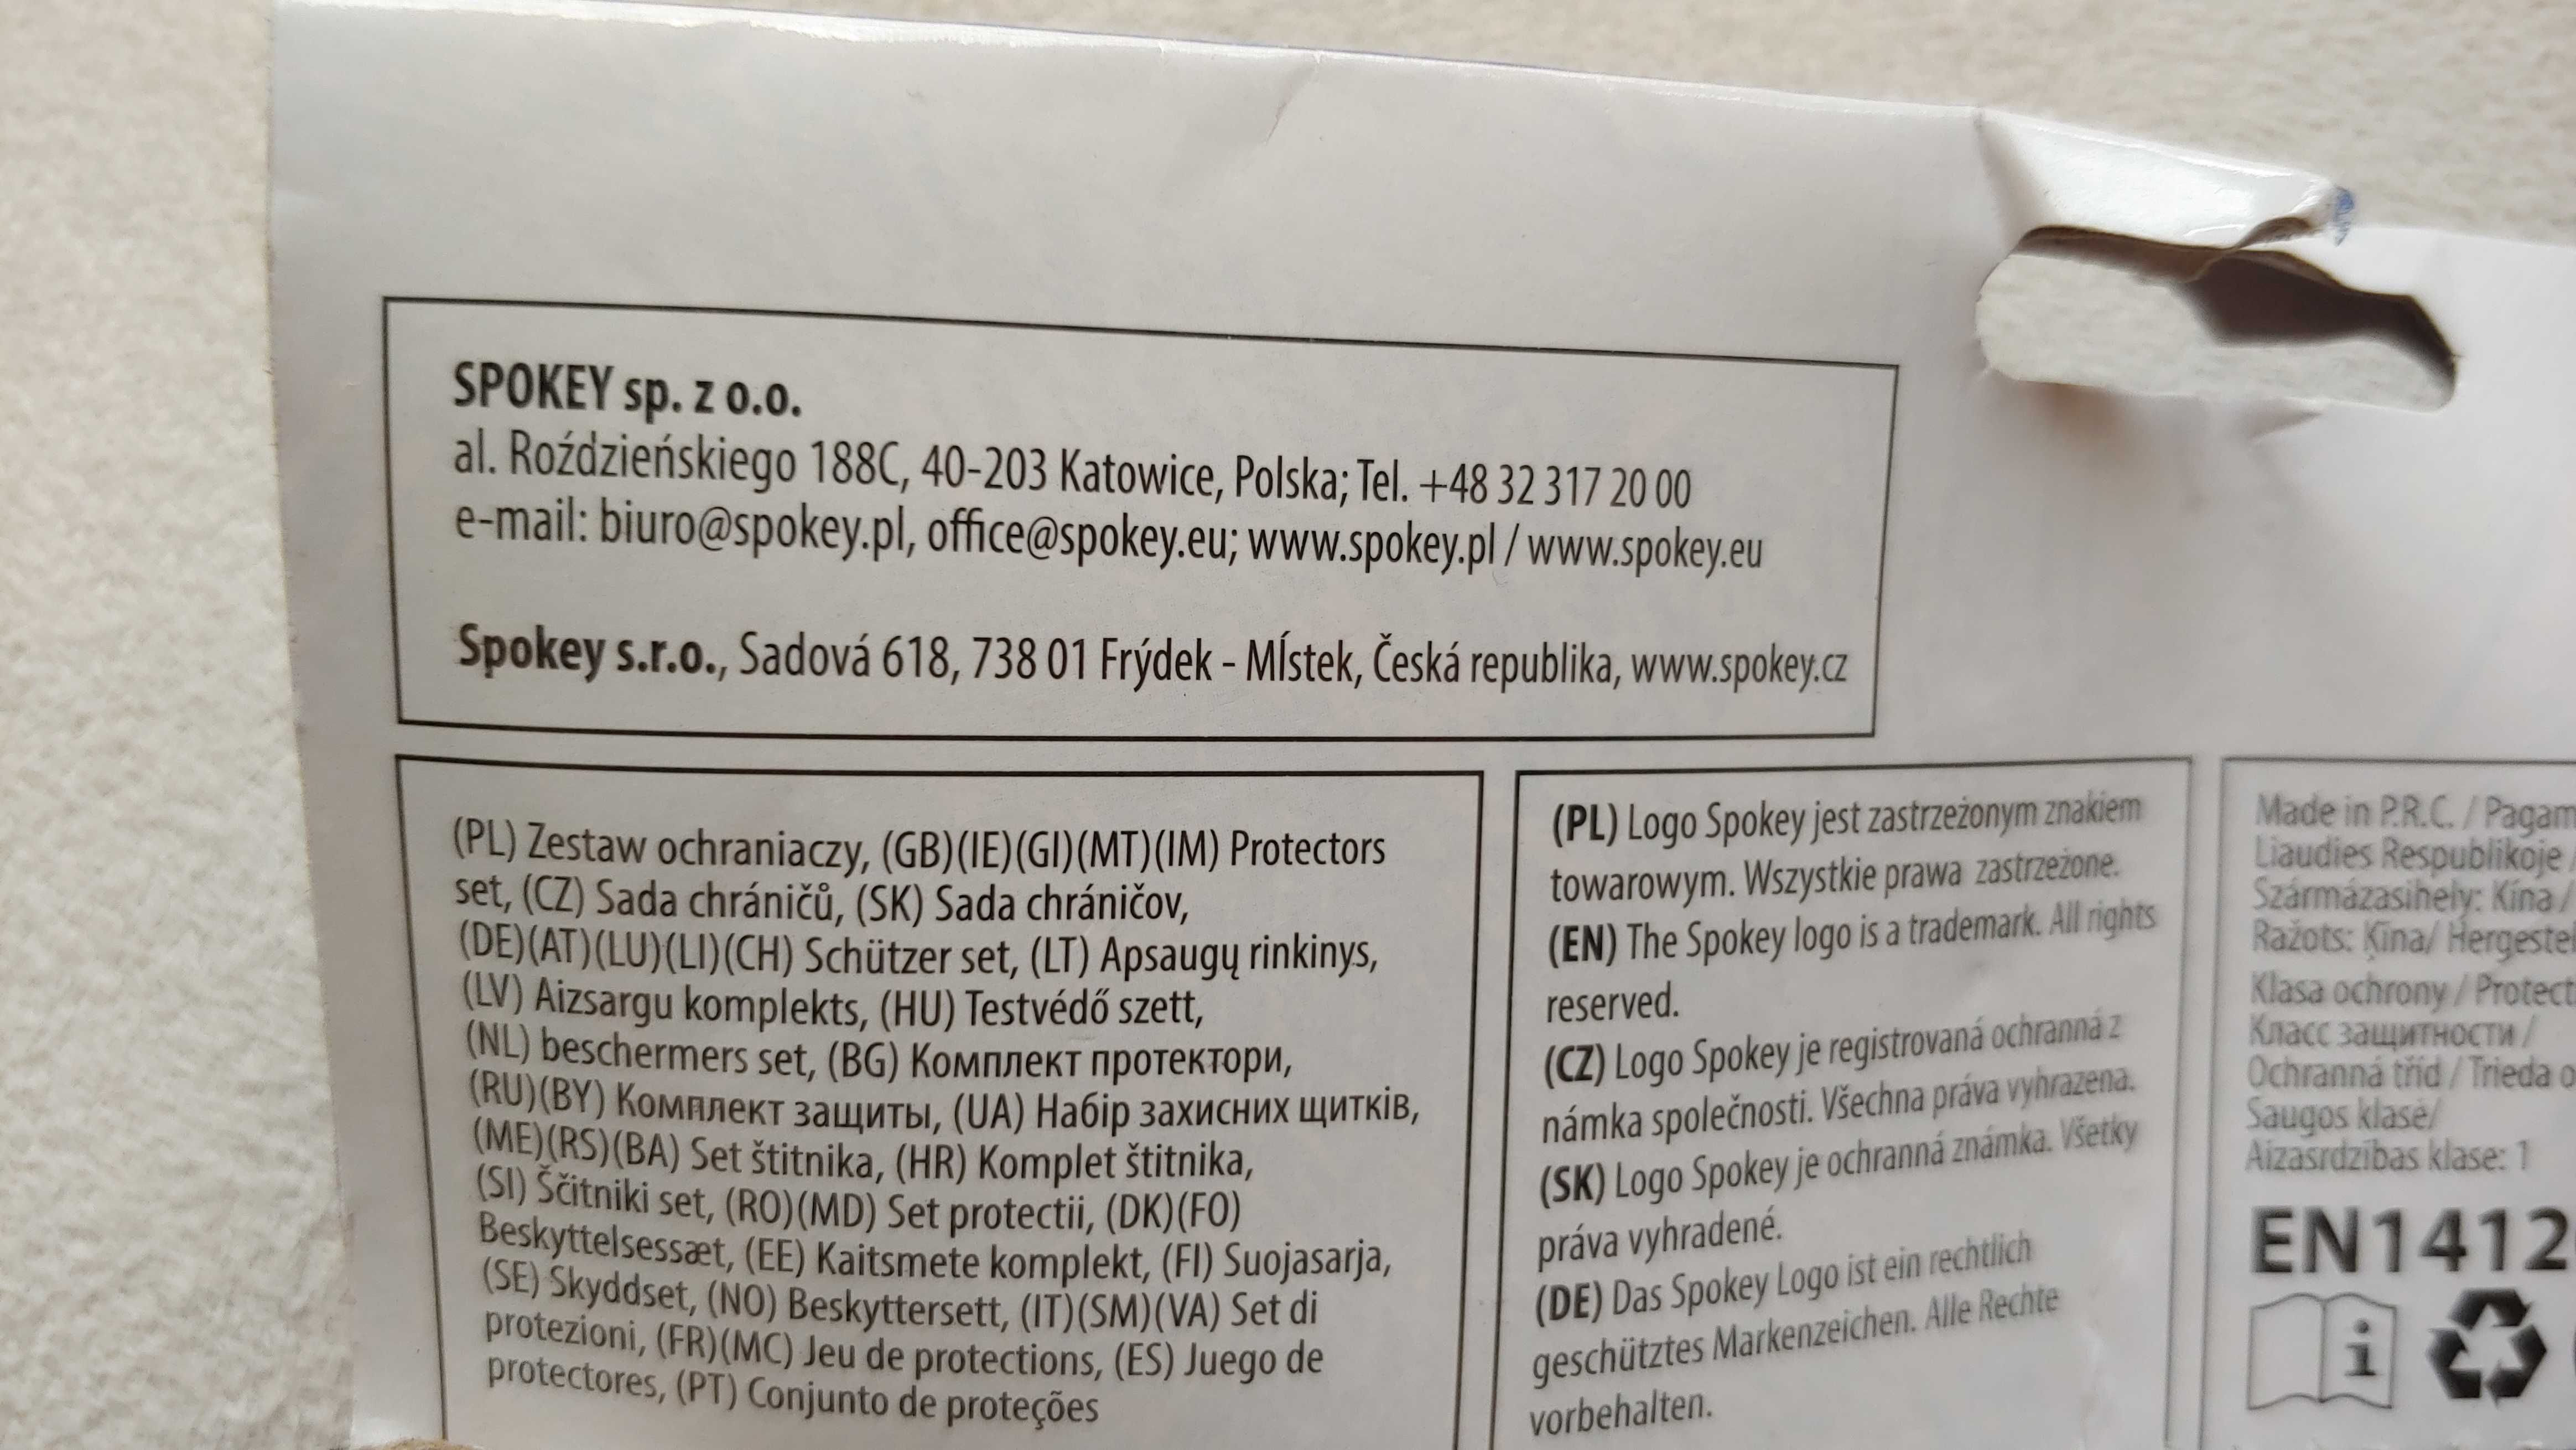 SPOKEY sp. z o.o.
al. Roździeńskiego 188C, 40-203 Katowice, Polska; Tel. +48 32 317 20 00
e-mail: biuro@spokey.pl, office@spokey.eu; www.spokey.pl / www.spokey.eu
Spokey s.r.o., Sadová 618, 738 01 Frýdek - MÍstek, Česká republika, www.spokey.cz
(PL) Zestaw ochraniaczy, (GB)(IE)(GI)(MT)(IM) Protectors
set, (CZ) Sada chráničů, (SK) Sada chráničov,
(DE)(AT)(LU)(LI)(CH) Schützer set, (LT) Apsaugų rinkinys,
(LV) Aizsargu komplekts, (HU) Testvédő szett,
(NL) beschermers set, (BG) Комплект протектори,
(RU)(BY) Комплект защиты, (UA) Набір захисних щитків,
(ME)(RS)(BA) Set štitnika, (HR) Komplet štitnika,
(SI) Ščitniki set, (RO)(MD) Set protectii, (DK)(FO)
Beskyttelsessæt, (EE) Kaitsmete komplekt, (FI) Suojasarja,
(SE) Skyddset, (NO) Beskyttersett, (IT)(SM)(VA) Set di
protezioni, (FR)(MC) Jeu de protections, (ES) Juego de
protectores, (PT) Conjunto de proteções
(PL) Logo Spokey jest zastrzeżonym znakiem
towarowym. Wszystkie prawa zastrzeżone.
(EN) The Spokey logo is a trademark. All rights
reserved.
(CZ) Logo Spokey je registrovaná ochranná z
námka společnosti. Všechna práva vyhrazena.
(SK) Logo Spokey je ochranná známka. Všetky
práva vyhradené.
(DE) Das Spokey Logo ist ein rechtlich
geschütztes Markenzeichen. Alle Rechte
vorbehalten.
Made in P.R.C. / Pagam
Liaudies Respublikoje /
Szármázasihely: Kína /
Ražots: Ķīna/ Hergestel
Klasa ochrony / Protect
Класс защитности /
Ochranná tříd / Trieda o
Saugos klasė/
Aizasrdzības klase: 1
EN1412
i